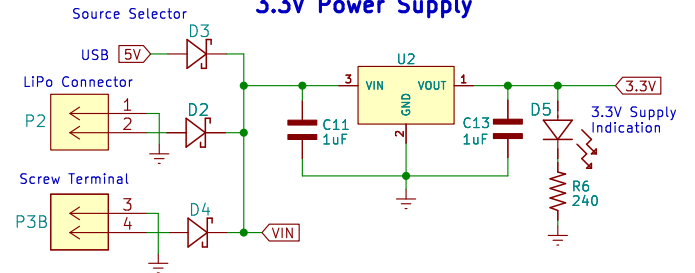 3.3V Power Supply
Source Selector
D3
USB 5V
U2
LiPo Connector
3 VIN VOUT 1
3.3V
1
P2
2
D2
GND
2
C11
1uF
C13
1uF
D5
3.3V Supply
Indication
Screw Terminal
R6
240
3
P3B
4
D4
VIN